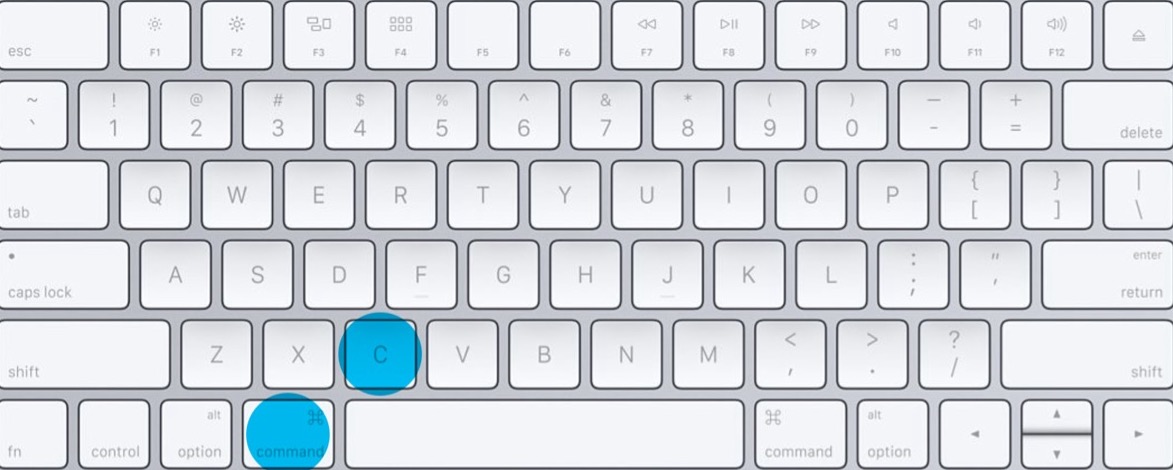 esc F1 F2 F3 F4 F5 F6 F7 F8 F9 F10 F11 F12
~ ! @ # $ % ^ & * ( ) — +
` 1 2 3 4 5 6 7 8 9 0 - = delete
tab Q W E R T Y U I O P { [ } ] | \
caps lock A S D F G H J K L : ; " ' enter return
shift Z X C V B N M < , > . ? / shift
fn control alt option ⌘ command ⌘ command alt option ◄ ▲ ▼ ►